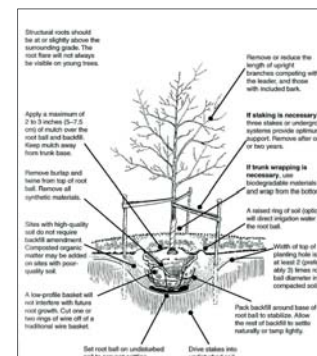 Structural roots should
be at or slightly above the
surrounding grade. The
root flare will not always
be visible on young trees.
Apply a maximum of
2 to 3 inches (5–7.5
cm) of mulch over the
root ball and backfill.
Keep mulch away
from trunk base.
Remove burlap and
twine from top of root
ball. Remove all
synthetic materials.
Sites with high-quality
soil do not require
backfill amendment.
Composted organic
matter may be added
on sites with poor-
quality soil.
A low-profile basket will
not interfere with future
root growth. Cut one or
two rings of wire off of a
traditional wire basket.
Set root ball on undisturbed
Remove or reduce the
length of upright
branches competing with
the leader, and those
with included bark.
If staking is necessary
three stakes or undergro
systems provide optimum
support. Remove after o
or two years.
If trunk wrapping is
necessary, use
biodegradable materials
and wrap from the bottom
A raised ring of soil (optio
will direct irrigation water
the root ball.
Width of top of
planting hole is
at least 2 (prefe
ably 3) times ro
ball diameter in
compacted soil
Pack backfill around base of
root ball to stabilize. Allow
the rest of backfill to settle
naturally or tamp lightly.
Drive stakes into